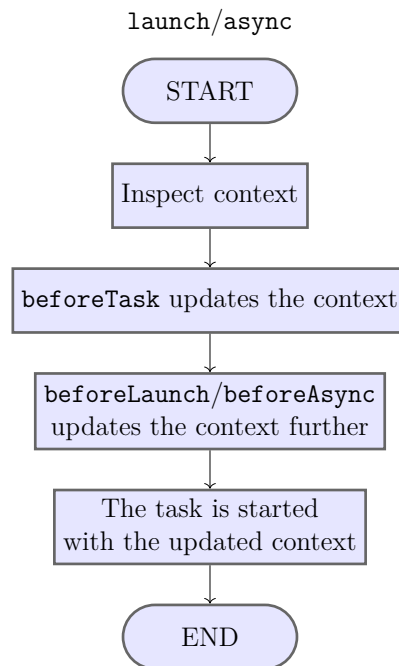 launch/async
START
Inspect context
beforeTask updates the context
beforeLaunch/beforeAsync
updates the context further
The task is started
with the updated context
END